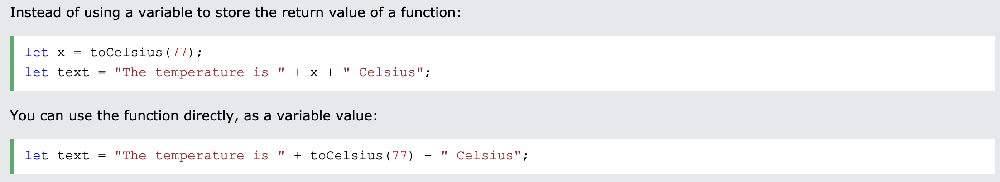 Instead of using a variable to store the return value of a function:
let x = toCelsius(77);
let text = "The temperature is " + x + " Celsius";
You can use the function directly, as a variable value:
let text = "The temperature is " + toCelsius(77) + " Celsius";